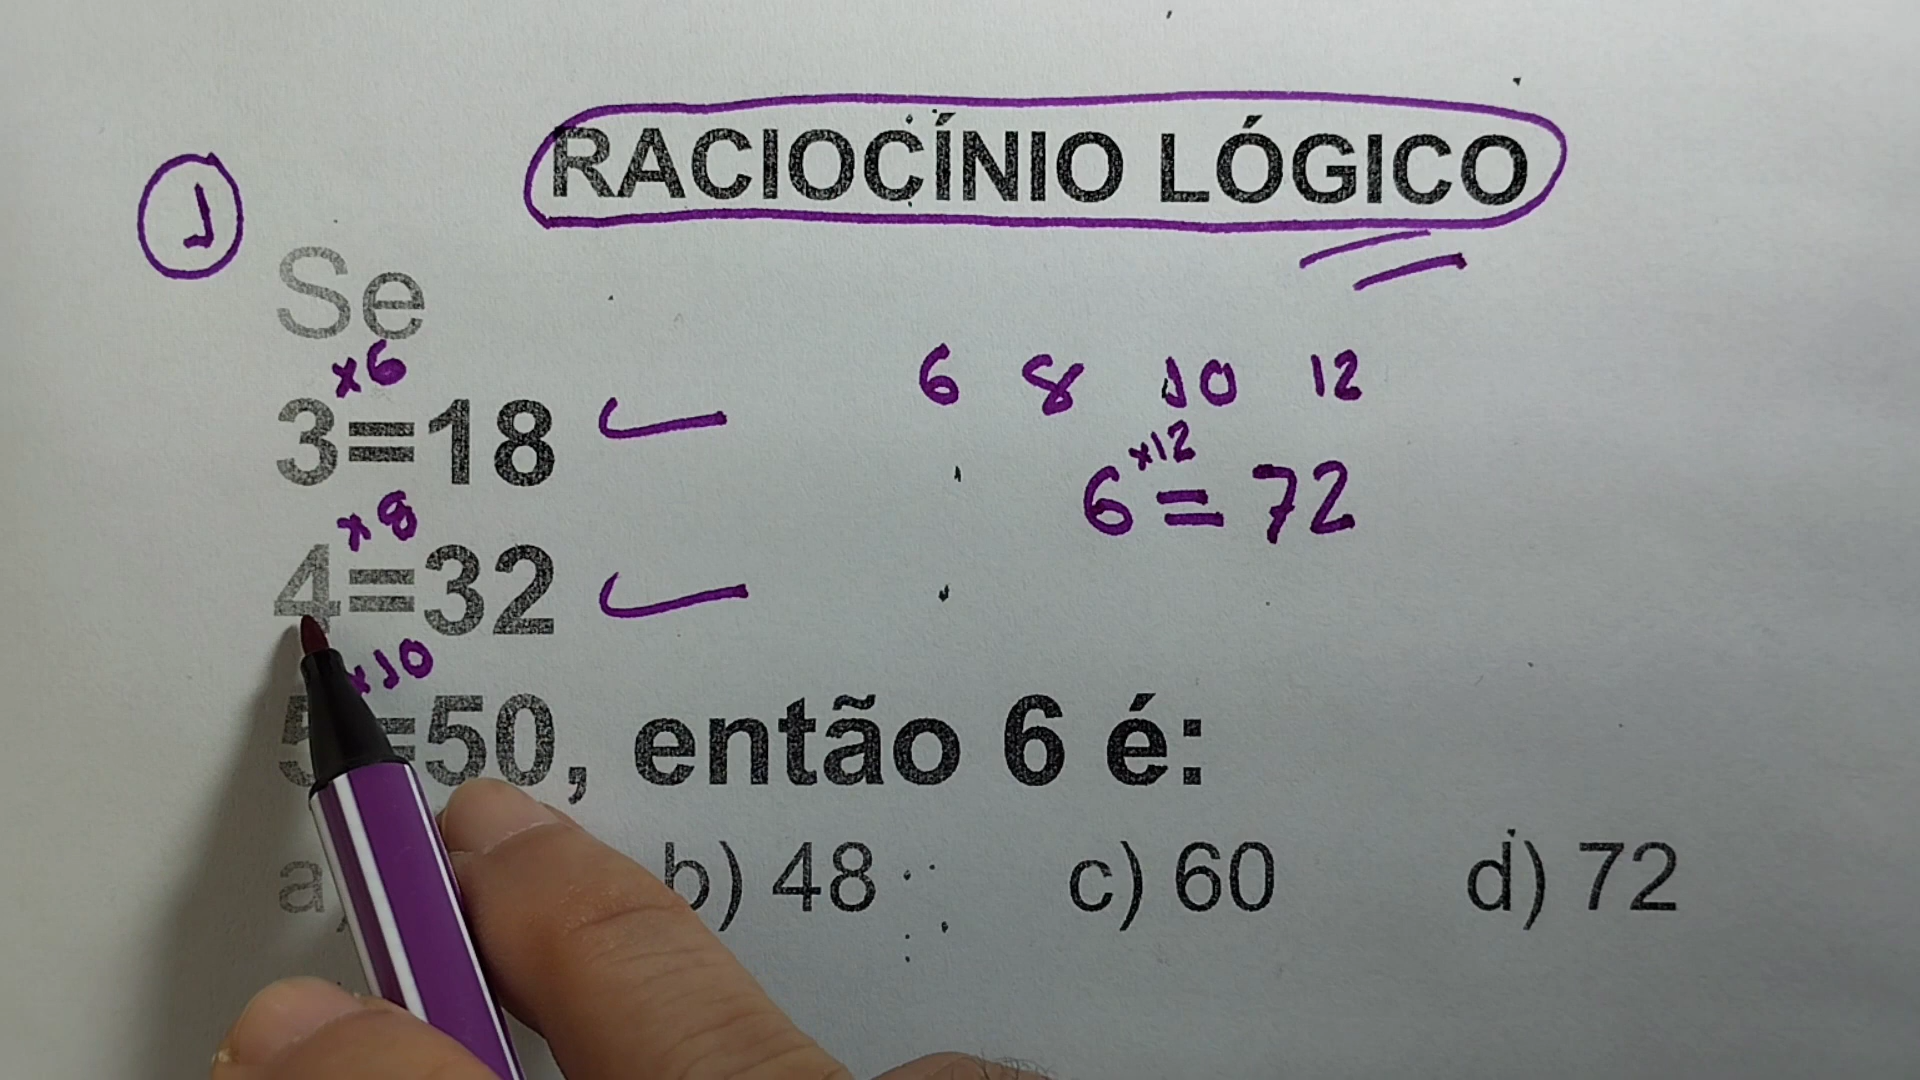 RACIOCÍNIO LÓGICO
1
Se
x6
3=18
6 8 10 12
x12
6 = 72
x8
4=32
x10
5=50, então 6 é:
a) b) 48 c) 60 d) 72